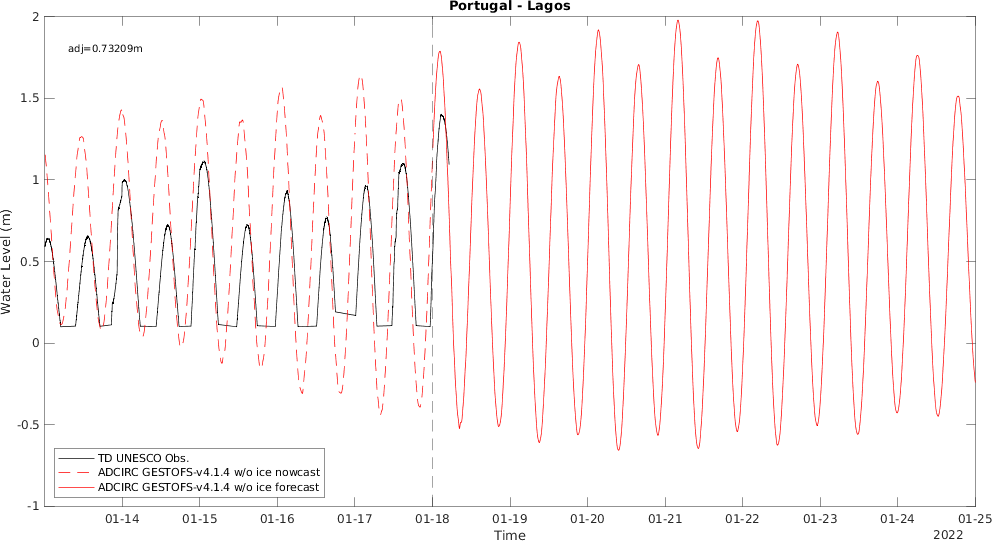 Portugal - Lagos
adj=0.73209m
2
1.5
1
0.5
0
-0.5
-1
Water Level (m)
TD UNESCO Obs.
ADCIRC GESTOFS-v4.1.4 w/o ice nowcast
ADCIRC GESTOFS-v4.1.4 w/o ice forecast
01-14 01-15 01-16 01-17 01-18 01-19 01-20 01-21 01-22 01-23 01-24 01-25
Time
2022